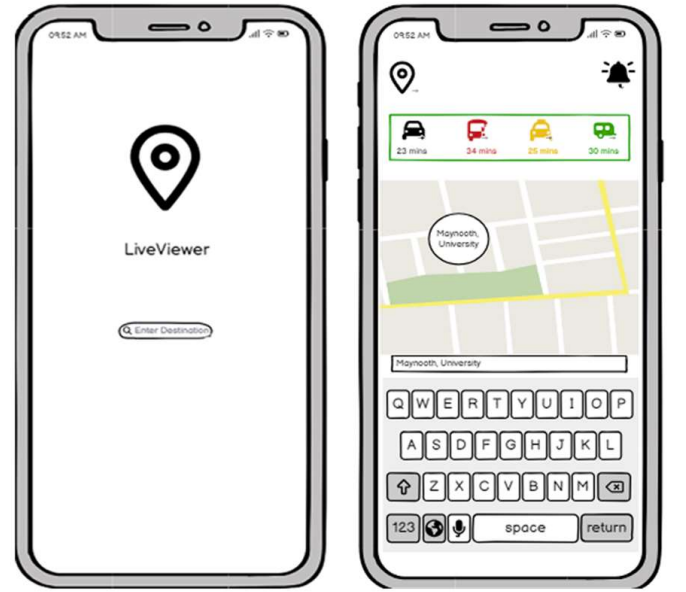 09:52 AM
LiveViewer
Enter Destination
09:52 AM
23 mins
34 mins
25 mins
30 mins
Maynooth,
University
Maynooth, University
Q W E R T Y U I O P
A S D F G H J K L
Z X C V B N M
123
space
return